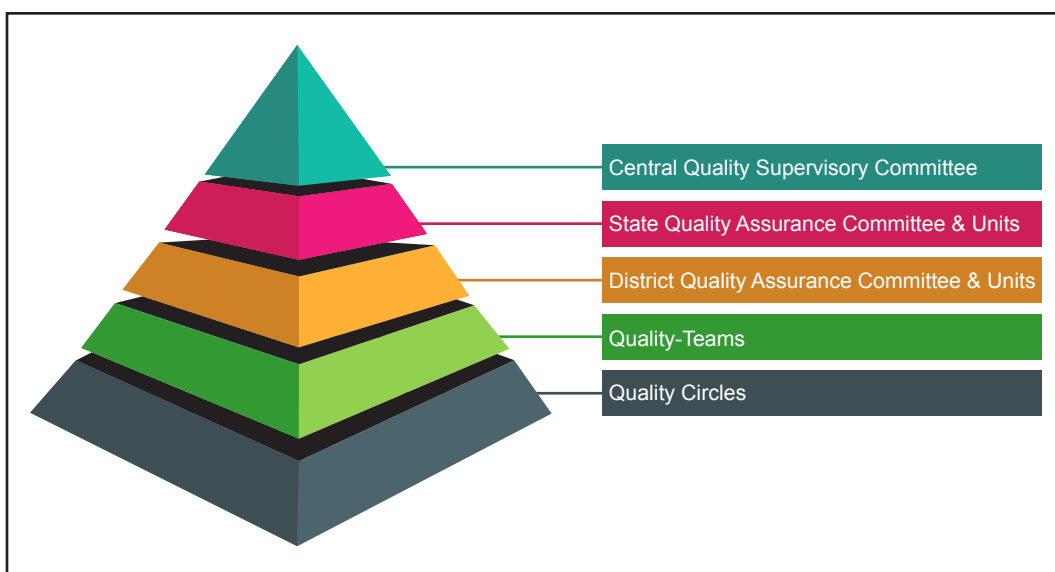 Central Quality Supervisory Committee
State Quality Assurance Committee & Units
District Quality Assurance Committee & Units
Quality-Teams
Quality Circles